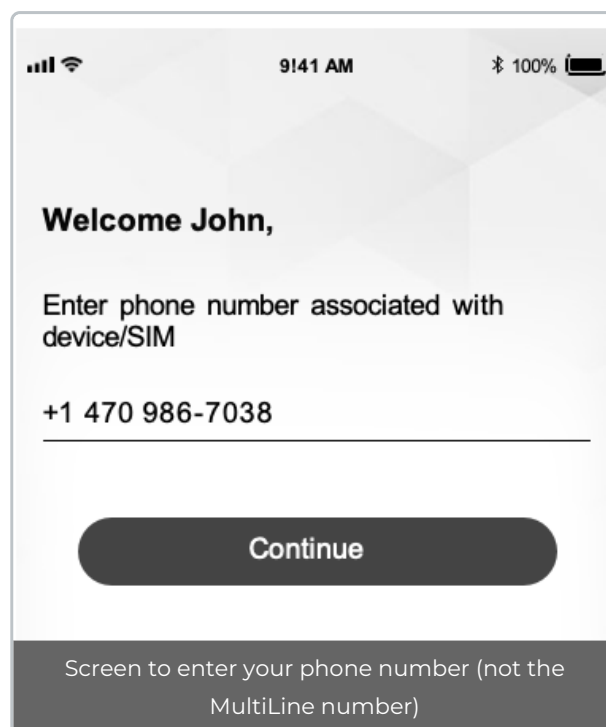 9:41 AM
100%
Welcome John,
Enter phone number associated with
device/SIM
+1 470 986-7038
Continue
Screen to enter your phone number (not the
MultiLine number)